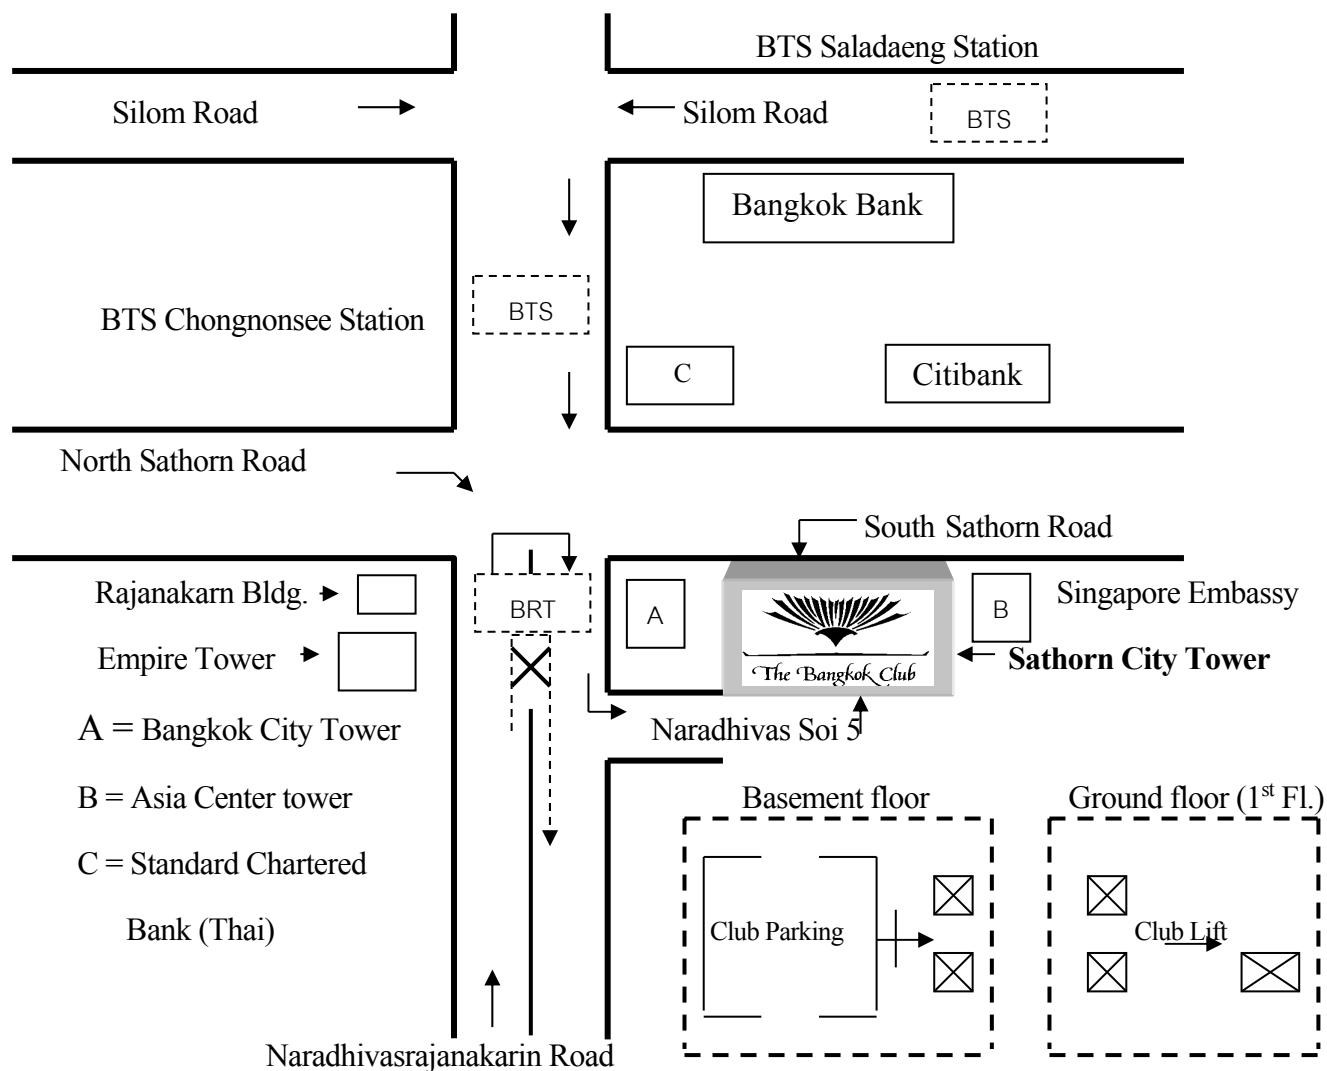 BTS Saladaeng Station
Silom Road
Silom Road
BTS
Bangkok Bank
BTS Chongnonsee Station
BTS
C
Citibank
North Sathorn Road
South Sathorn Road
Rajanakarn Bldg.
BRT
A
B
Singapore Embassy
Empire Tower
The Bangkok Club
Sathorn City Tower
A = Bangkok City Tower
Naradhivas Soi 5
B = Asia Center tower
Basement floor
Ground floor (1st Fl.)
C = Standard Chartered
Bank (Thai)
Club Parking
Club Lift
Naradhivasrajanakarin Road